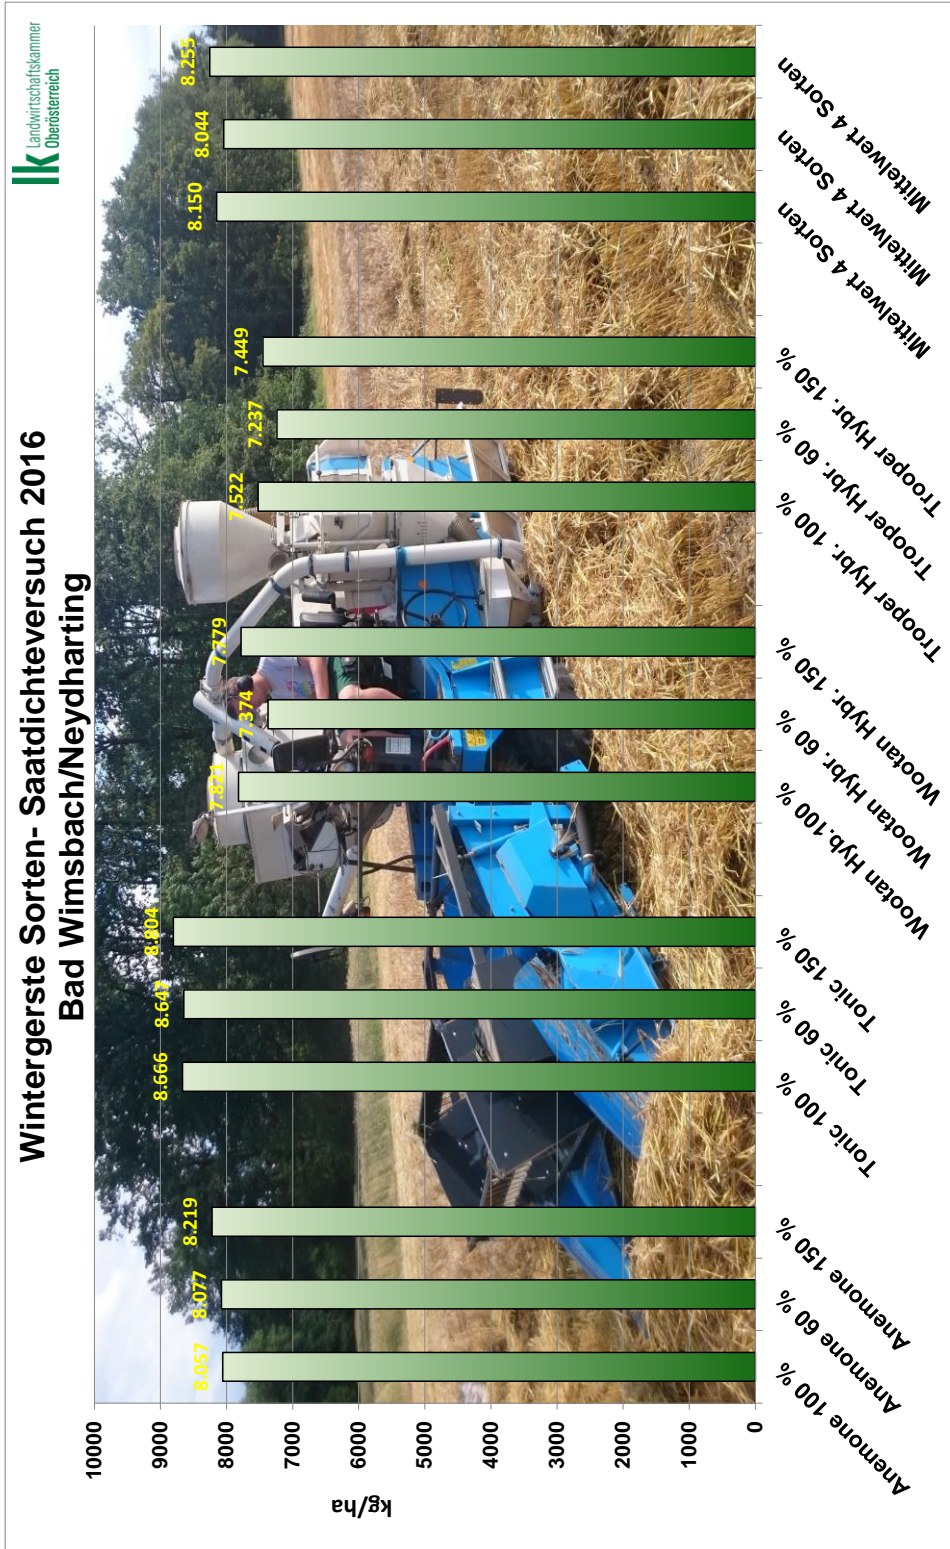 Wintergerste Sorten- Saatdichteversuch 2016
Bad Wimsbach/Neydharting
lk Landwirtschaftskammer
Oberösterreich
kg/ha
10000
9000
8000
7000
6000
5000
4000
3000
2000
1000
0
8.057
8.077
8.219
8.666
8.647
8.804
7.821
7.374
7.779
7.522
7.237
7.449
8.150
8.044
8.255
Anemone 100 %
Anemone 60 %
Anemone 150 %
Tonic 100 %
Tonic 60 %
Tonic 150 %
Wootan Hyb.100 %
Wootan Hybr. 60 %
Wootan Hybr. 150 %
Trooper Hybr. 100 %
Trooper Hybr. 60 %
Trooper Hybr. 150 %
Mittelwert 4 Sorten
Mittelwert 4 Sorten
Mittelwert 4 Sorten